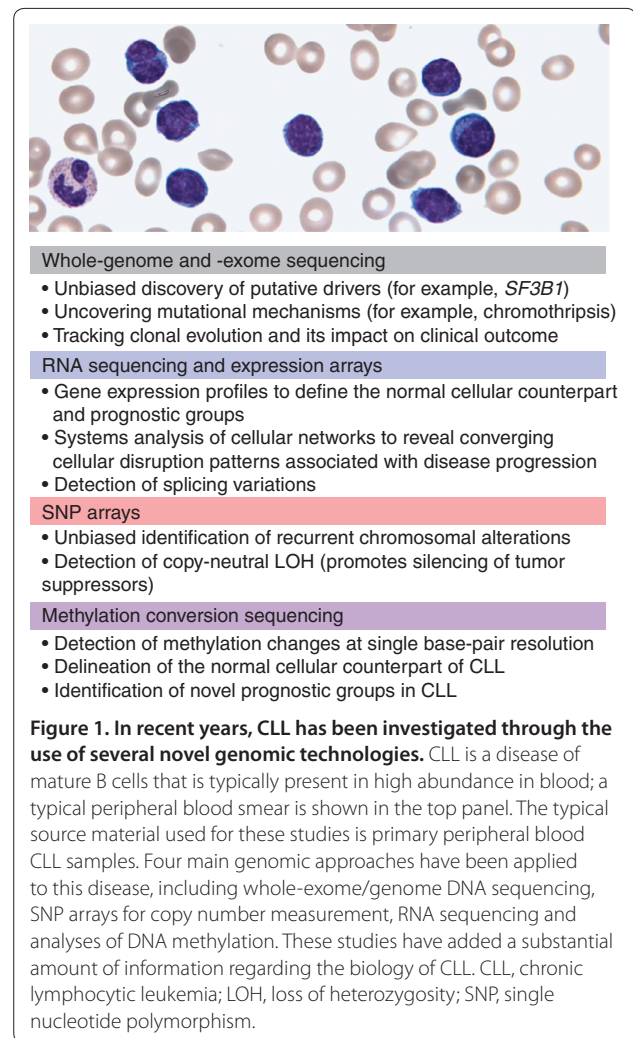 Whole-genome and -exome sequencing
• Unbiased discovery of putative drivers (for example, SF3B1)
• Uncovering mutational mechanisms (for example, chromothripsis)
• Tracking clonal evolution and its impact on clinical outcome
RNA sequencing and expression arrays
• Gene expression profiles to define the normal cellular counterpart
and prognostic groups
• Systems analysis of cellular networks to reveal converging
cellular disruption patterns associated with disease progression
• Detection of splicing variations
SNP arrays
• Unbiased identification of recurrent chromosomal alterations
• Detection of copy-neutral LOH (promotes silencing of tumor
suppressors)
Methylation conversion sequencing
• Detection of methylation changes at single base-pair resolution
• Delineation of the normal cellular counterpart of CLL
• Identification of novel prognostic groups in CLL
Figure 1. In recent years, CLL has been investigated through the
use of several novel genomic technologies. CLL is a disease of
mature B cells that is typically present in high abundance in blood; a
typical peripheral blood smear is shown in the top panel. The typical
source material used for these studies is primary peripheral blood
CLL samples. Four main genomic approaches have been applied
to this disease, including whole-exome/genome DNA sequencing,
SNP arrays for copy number measurement, RNA sequencing and
analyses of DNA methylation. These studies have added a substantial
amount of information regarding the biology of CLL. CLL, chronic
lymphocytic leukemia; LOH, loss of heterozygosity; SNP, single
nucleotide polymorphism.